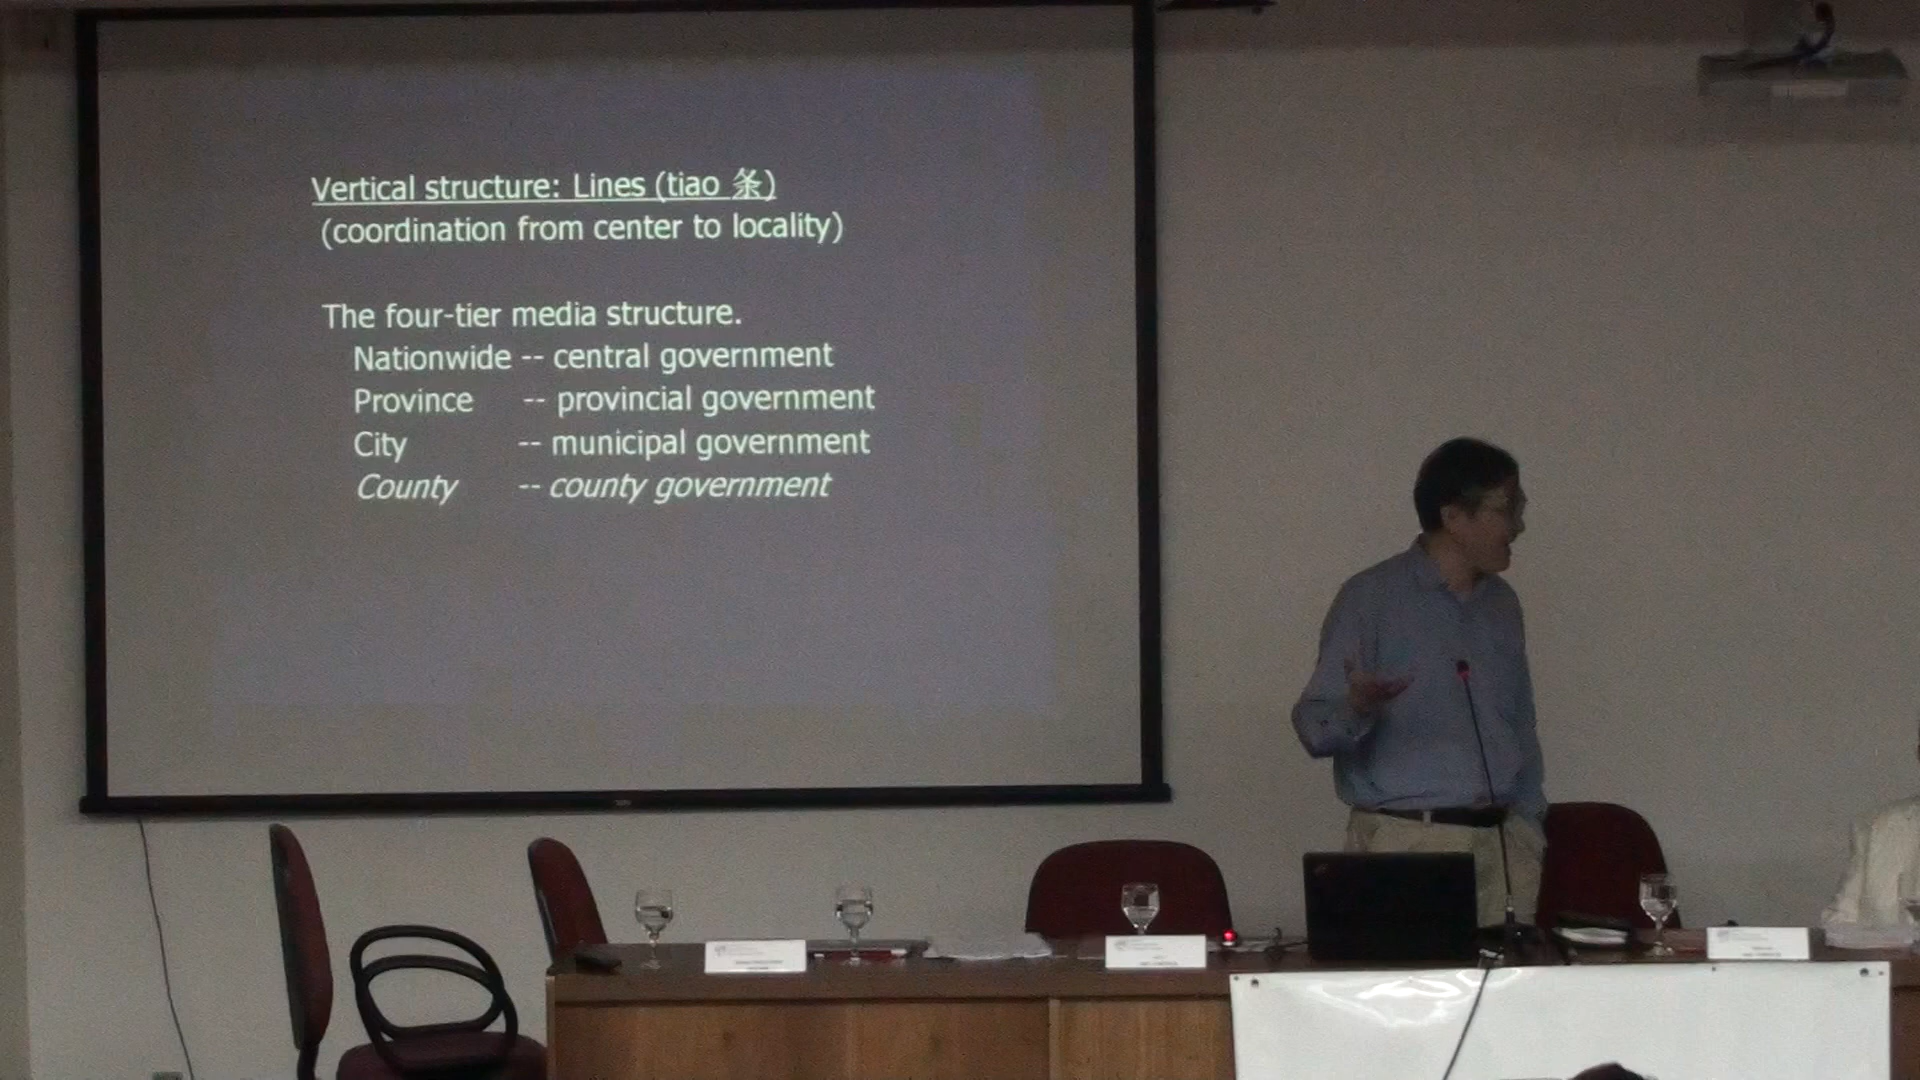 Vertical structure: Lines (tiao 条)
(coordination from center to locality)
The four-tier media structure.
Nationwide -- central government
Province -- provincial government
City -- municipal government
County -- county government